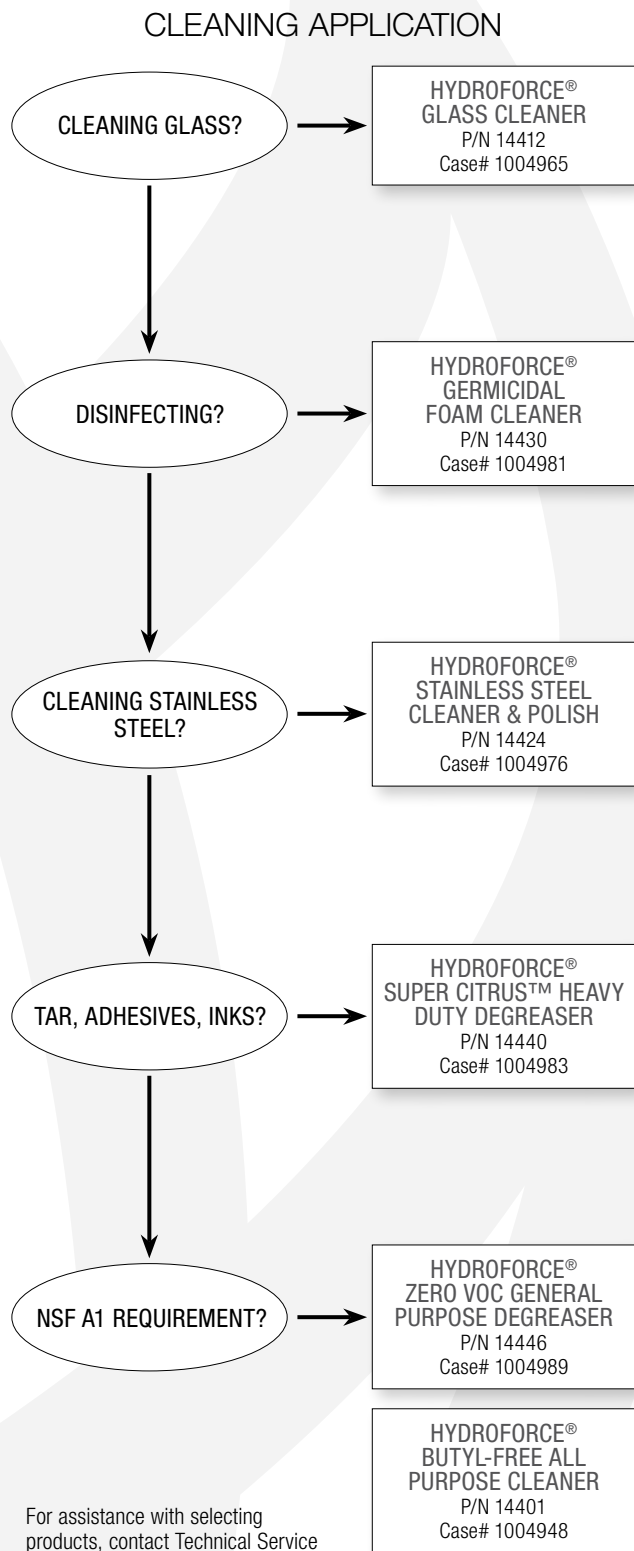 CLEANING APPLICATION
CLEANING GLASS?
HYDROFORCE®
GLASS CLEANER
P/N 14412
Case# 1004965
DISINFECTING?
HYDROFORCE®
GERMICIDAL
FOAM CLEANER
P/N 14430
Case# 1004981
CLEANING STAINLESS
STEEL?
HYDROFORCE®
STAINLESS STEEL
CLEANER & POLISH
P/N 14424
Case# 1004976
TAR, ADHESIVES, INKS?
HYDROFORCE®
SUPER CITRUS™ HEAVY
DUTY DEGREASER
P/N 14440
Case# 1004983
NSF A1 REQUIREMENT?
HYDROFORCE®
ZERO VOC GENERAL
PURPOSE DEGREASER
P/N 14446
Case# 1004989
HYDROFORCE®
BUTYL-FREE ALL
PURPOSE CLEANER
P/N 14401
Case# 1004948
For assistance with selecting
products, contact Technical Service